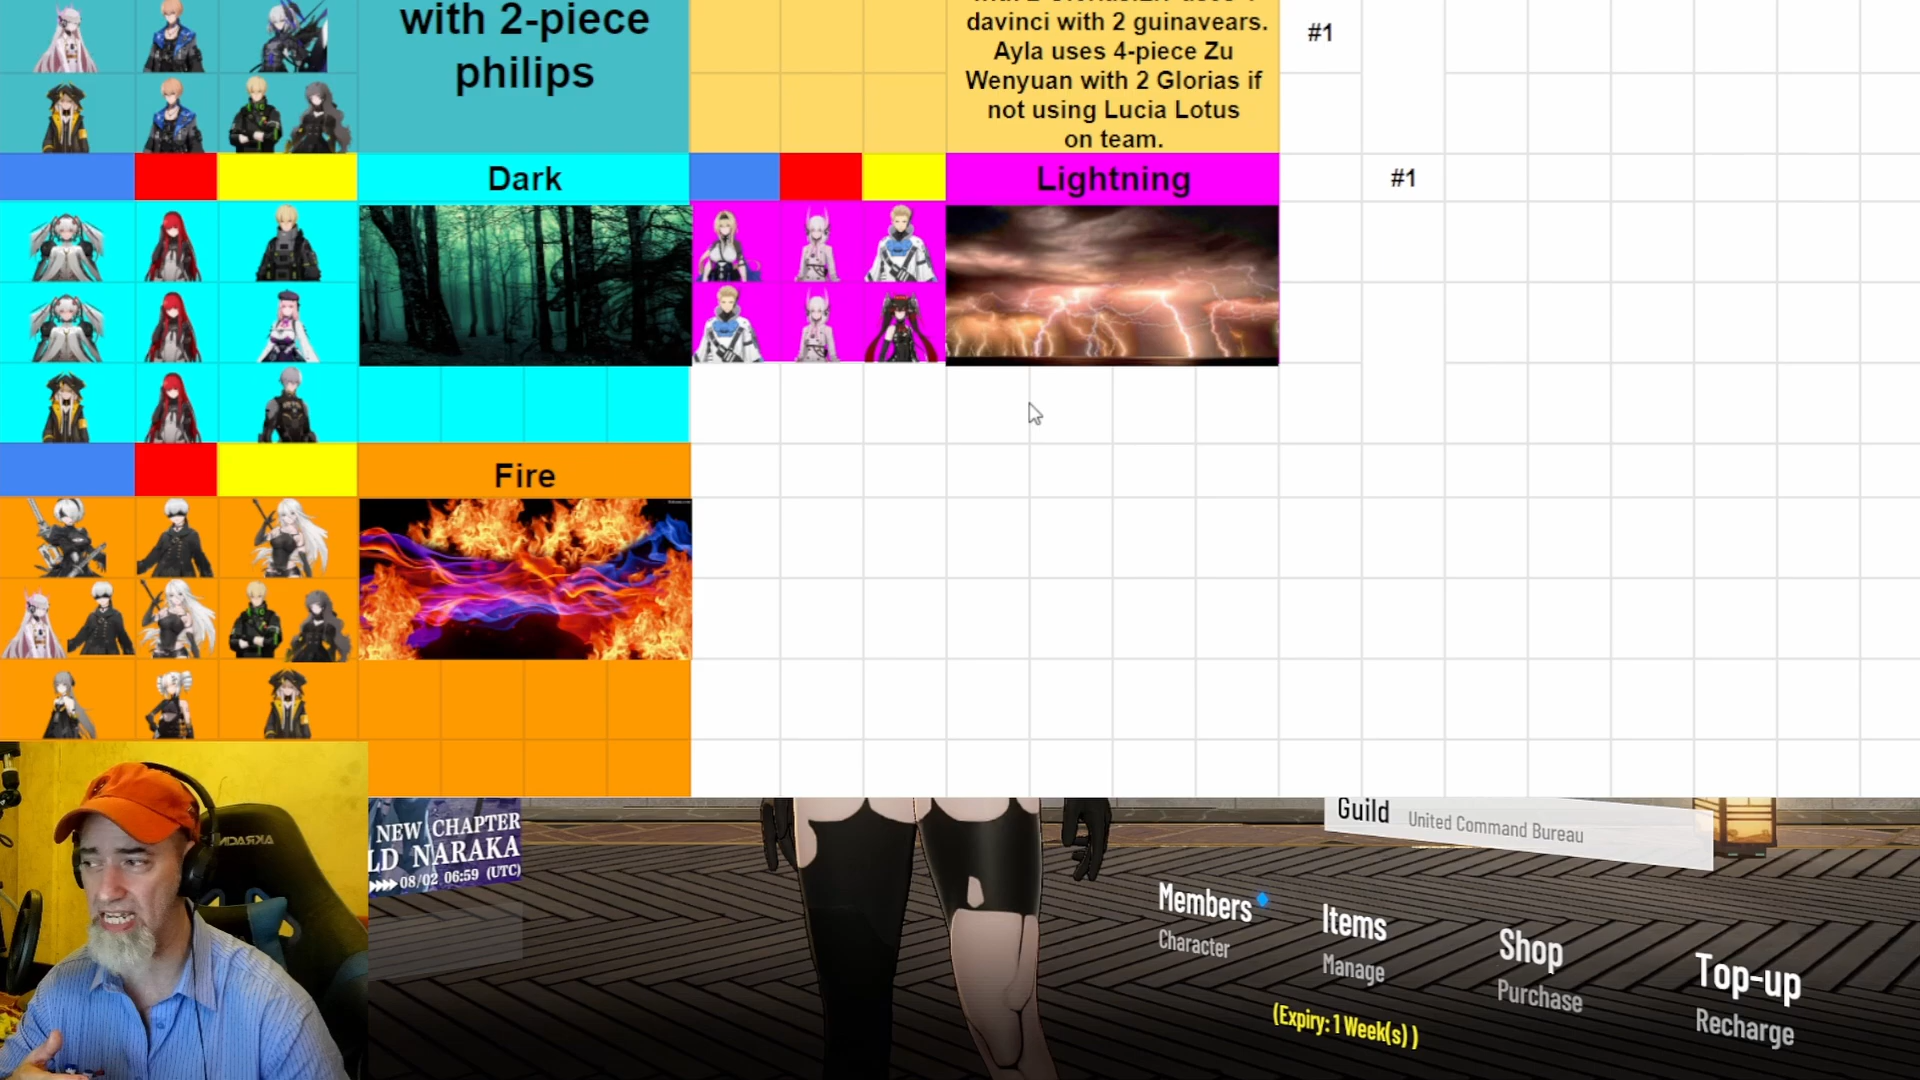 with 2-piece
philips
davinci with 2 guinavears.
Ayla uses 4-piece Zu
Wenyuan with 2 Glorias if
not using Lucia Lotus
on team.
#1
Dark
Lightning
#1
Fire
AKRACING
NEW CHAPTER
LD NARAKA
08/02 06:59 (UTC)
Guild United Command Bureau
Members
Character
Items
Manage
(Expiry: 1 Week(s) )
Shop
Purchase
Top-up
Recharge